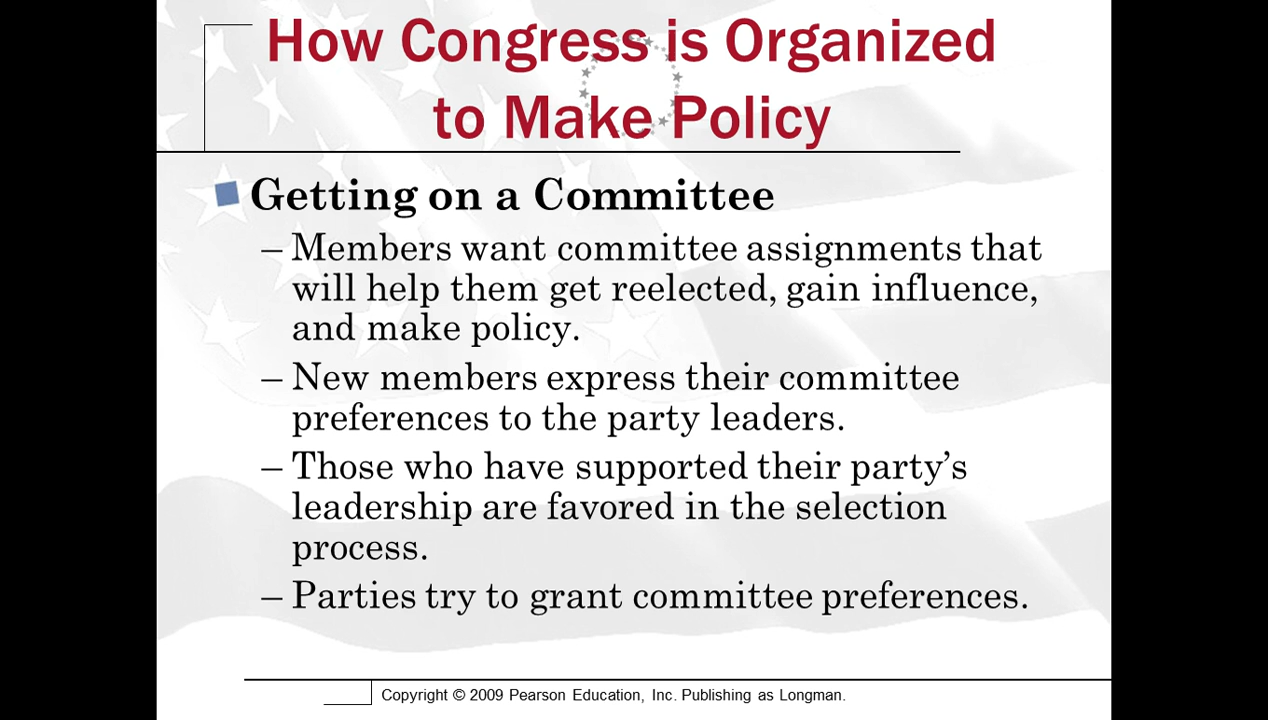 How Congress is Organized
to Make Policy
Getting on a Committee
– Members want committee assignments that
will help them get reelected, gain influence,
and make policy.
– New members express their committee
preferences to the party leaders.
– Those who have supported their party’s
leadership are favored in the selection
process.
– Parties try to grant committee preferences.
Copyright © 2009 Pearson Education, Inc. Publishing as Longman.